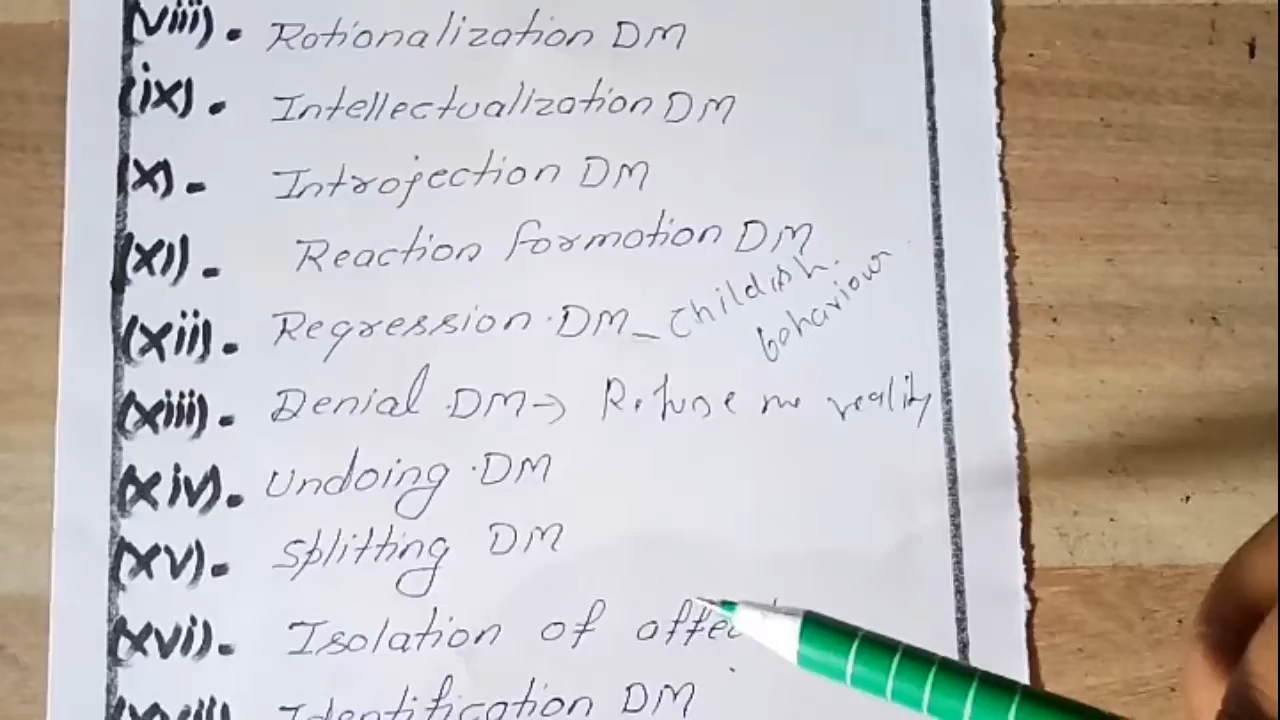 (viii). Rationalization DM
(ix). Intellectualization DM
(x). Introjection DM
(xi). Reaction formation DM
(xii). Regression. DM - childish
behaviour
(xiii). Denial DM → Refuse reality
(xiv). Undoing .DM
(xv). Splitting DM
(xvi). Isolation of
Identification DM